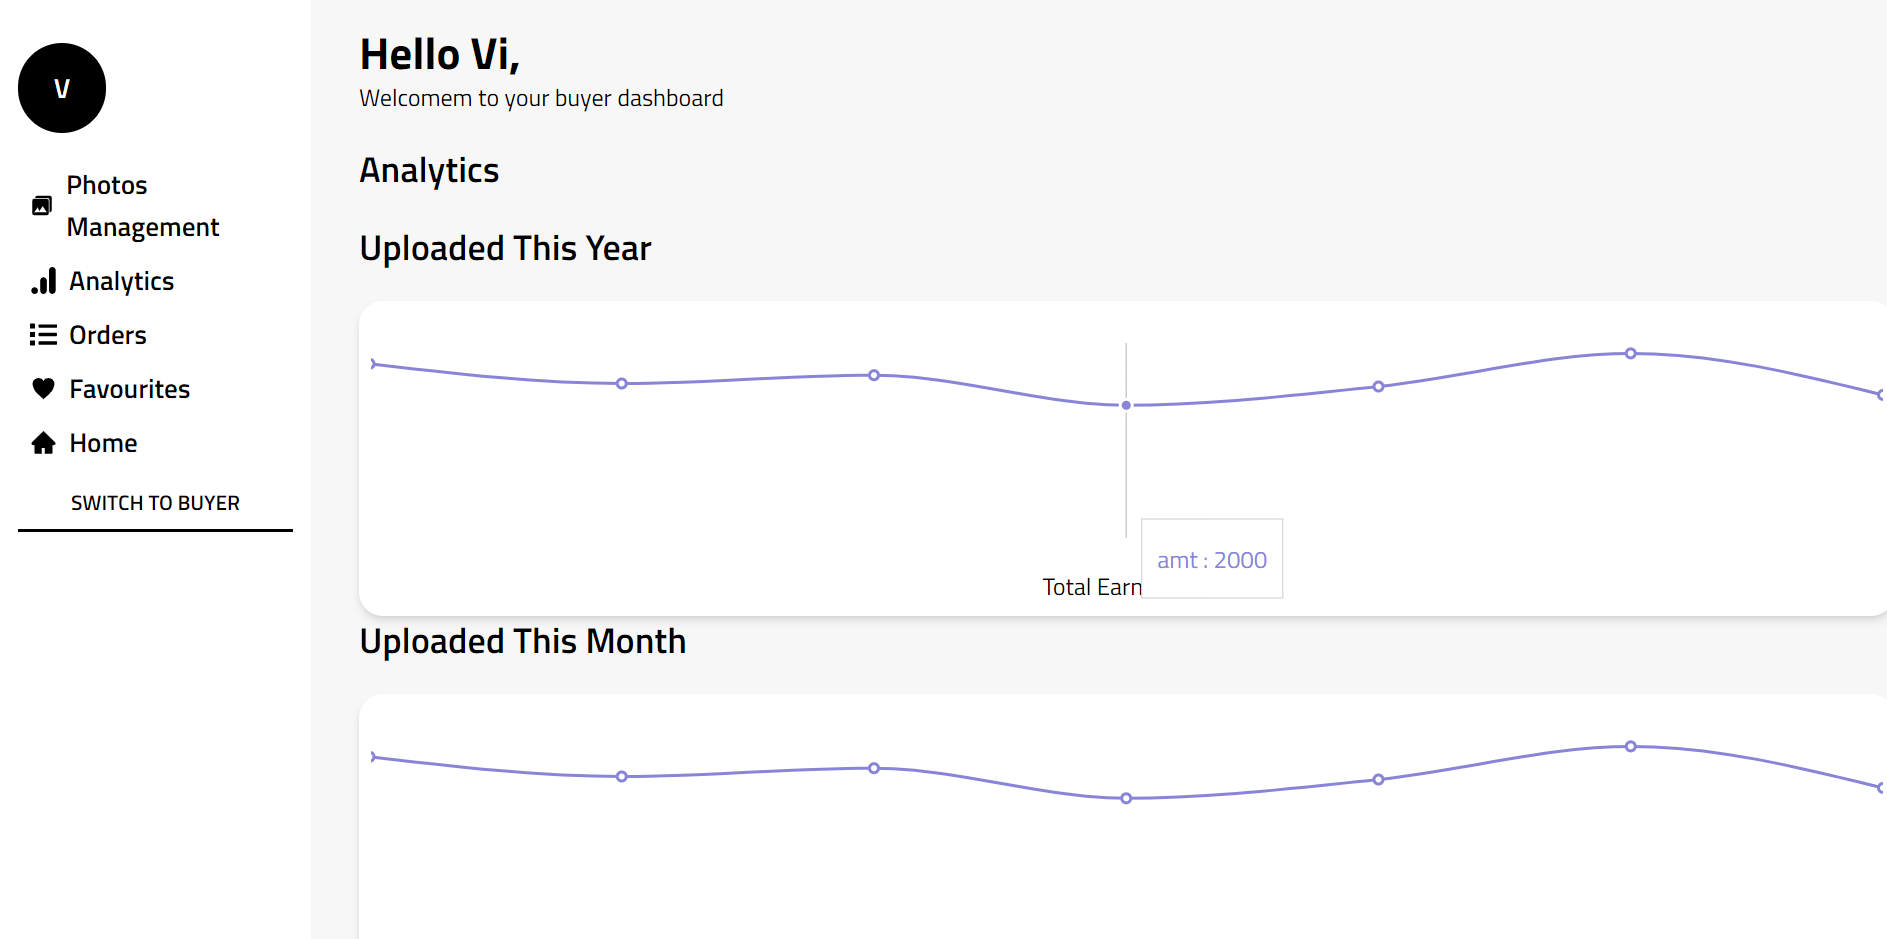 V
Photos
Management
Analytics
Orders
Favourites
Home
SWITCH TO BUYER
Hello Vi,
Welcomem to your buyer dashboard
Analytics
Uploaded This Year
amt : 2000
Total Earn
Uploaded This Month